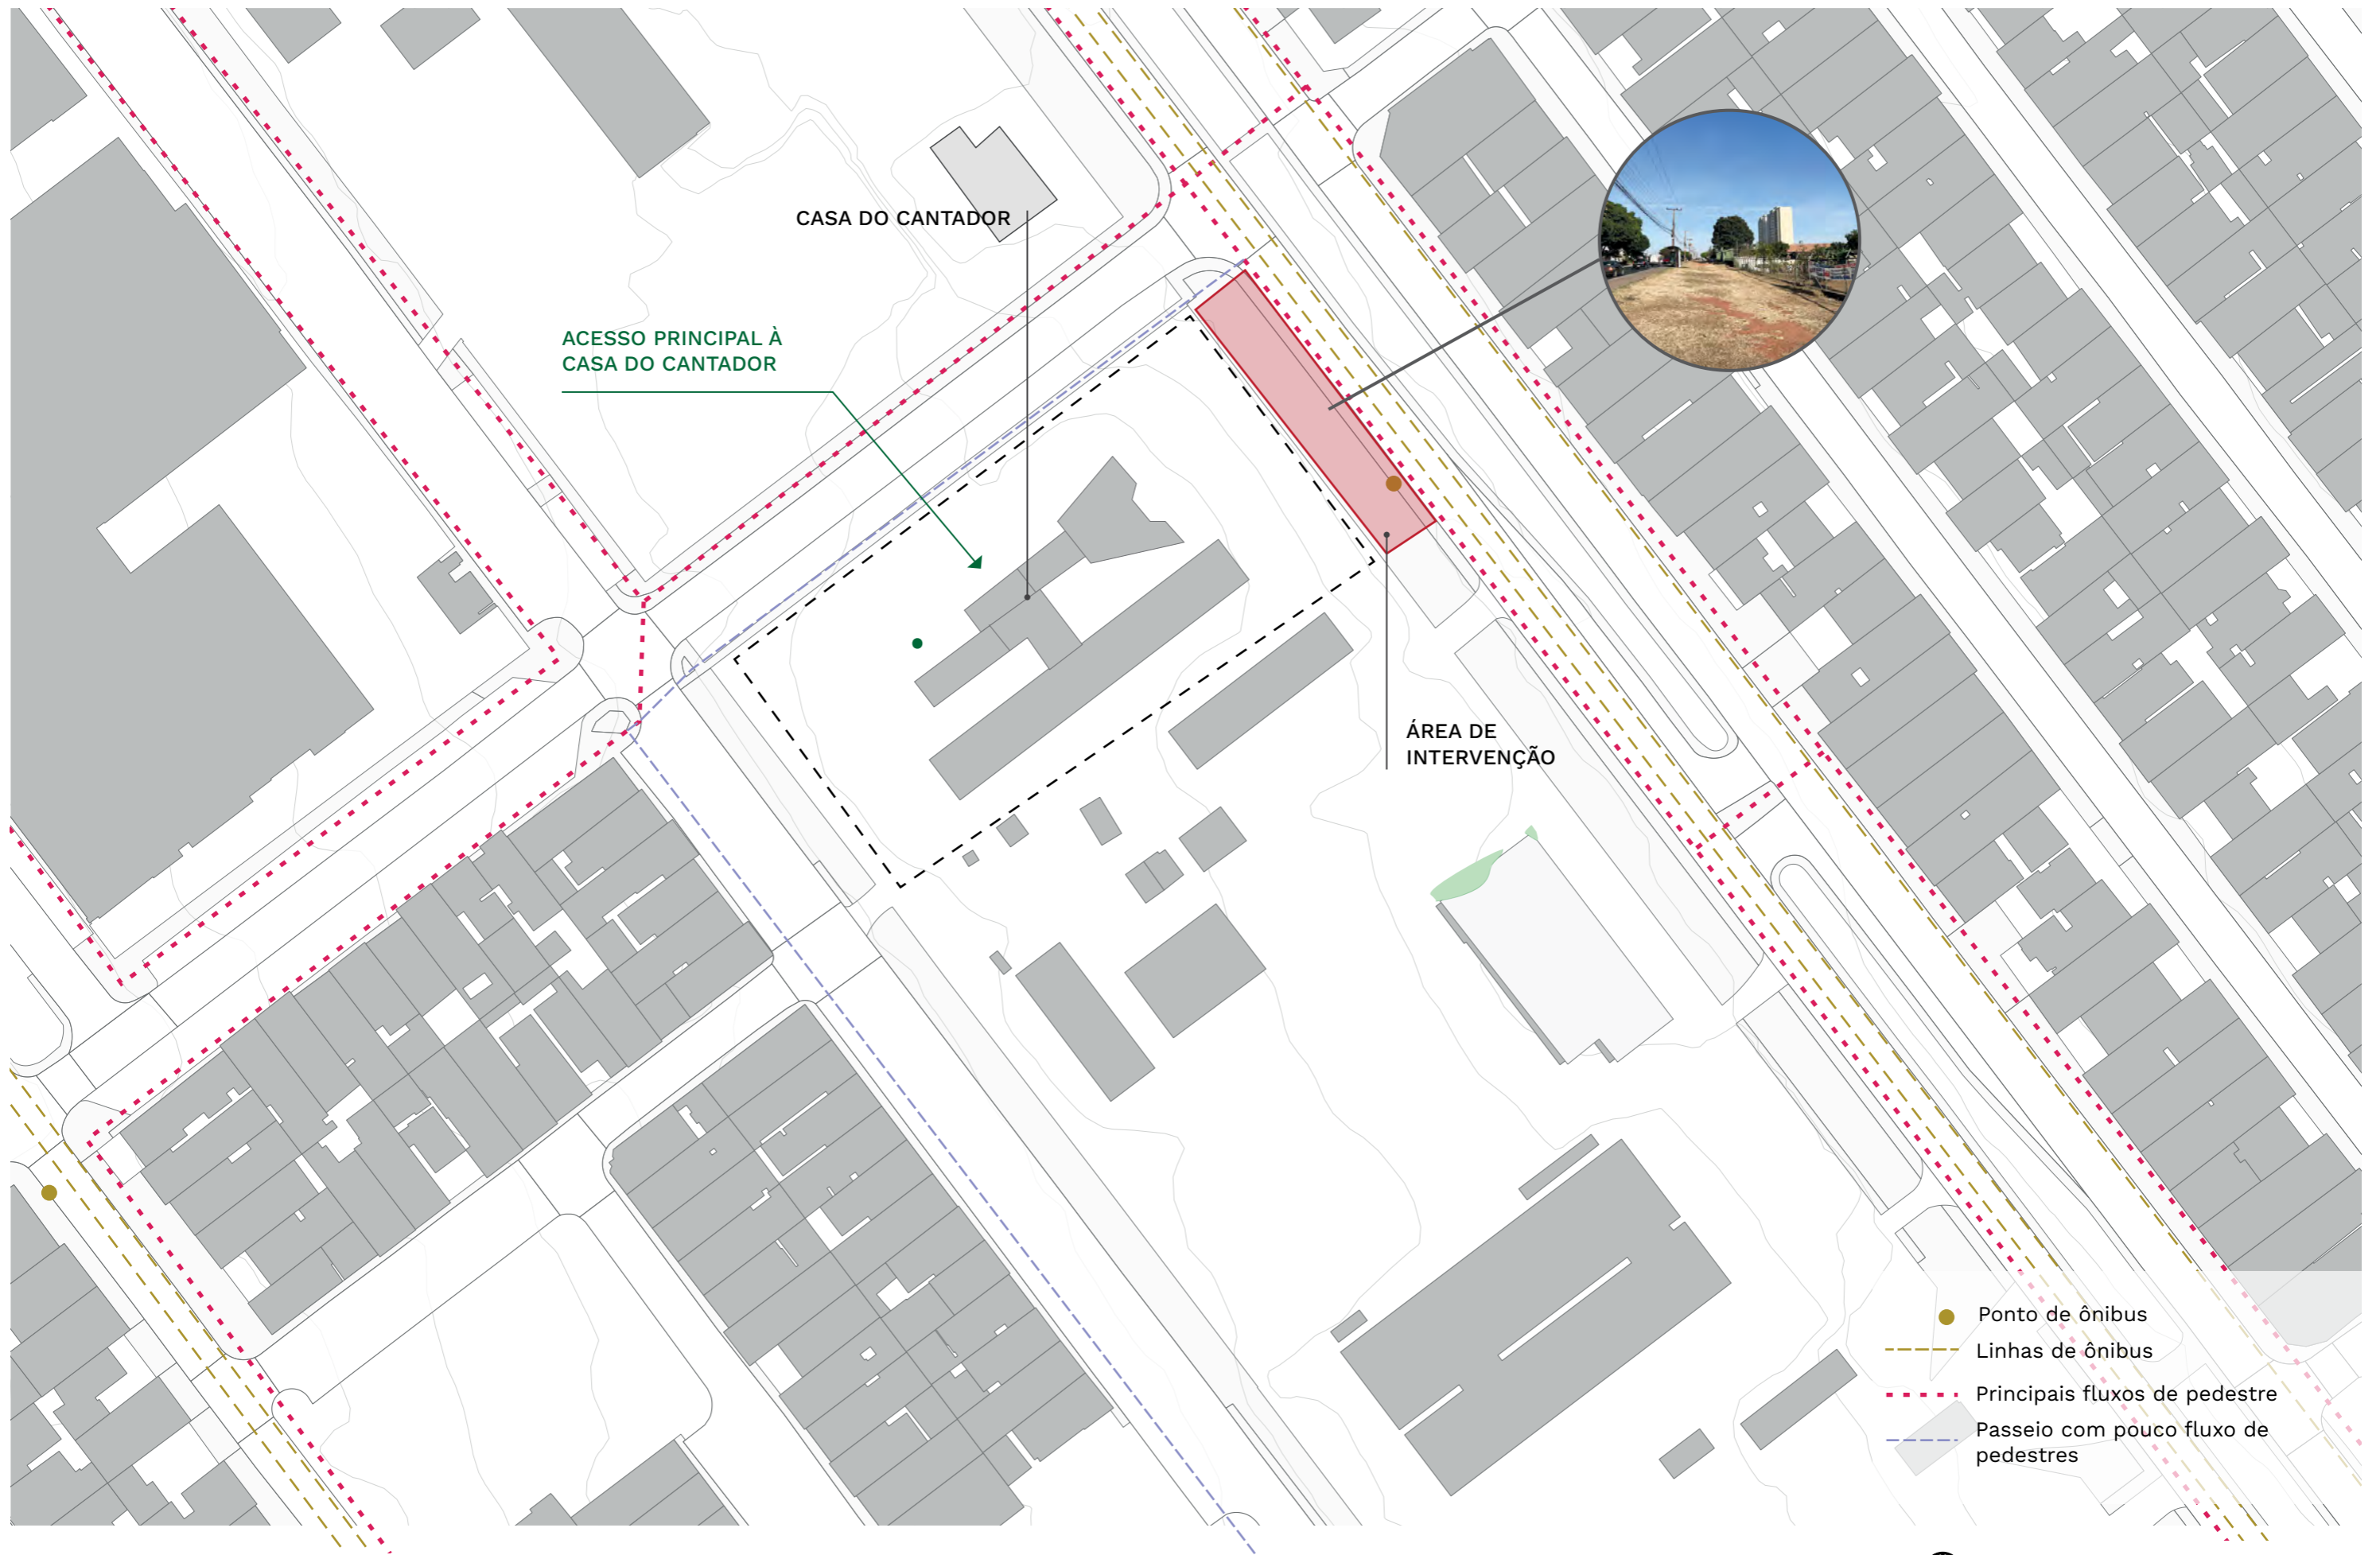 CASA DO CANTADOR
ACESSO PRINCIPAL À
CASA DO CANTADOR
ÁREA DE
INTERVENÇÃO
Ponto de ônibus
Linhas de ônibus
Principais fluxos de pedestre
Passeio com pouco fluxo de
pedestres